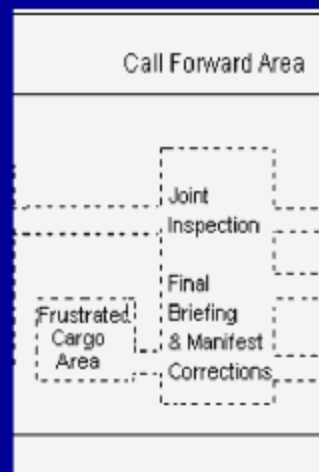 Call Forward Area
Joint
Inspection
Final
Briefing
& Manifest
Corrections
Frustrated
Cargo
Area